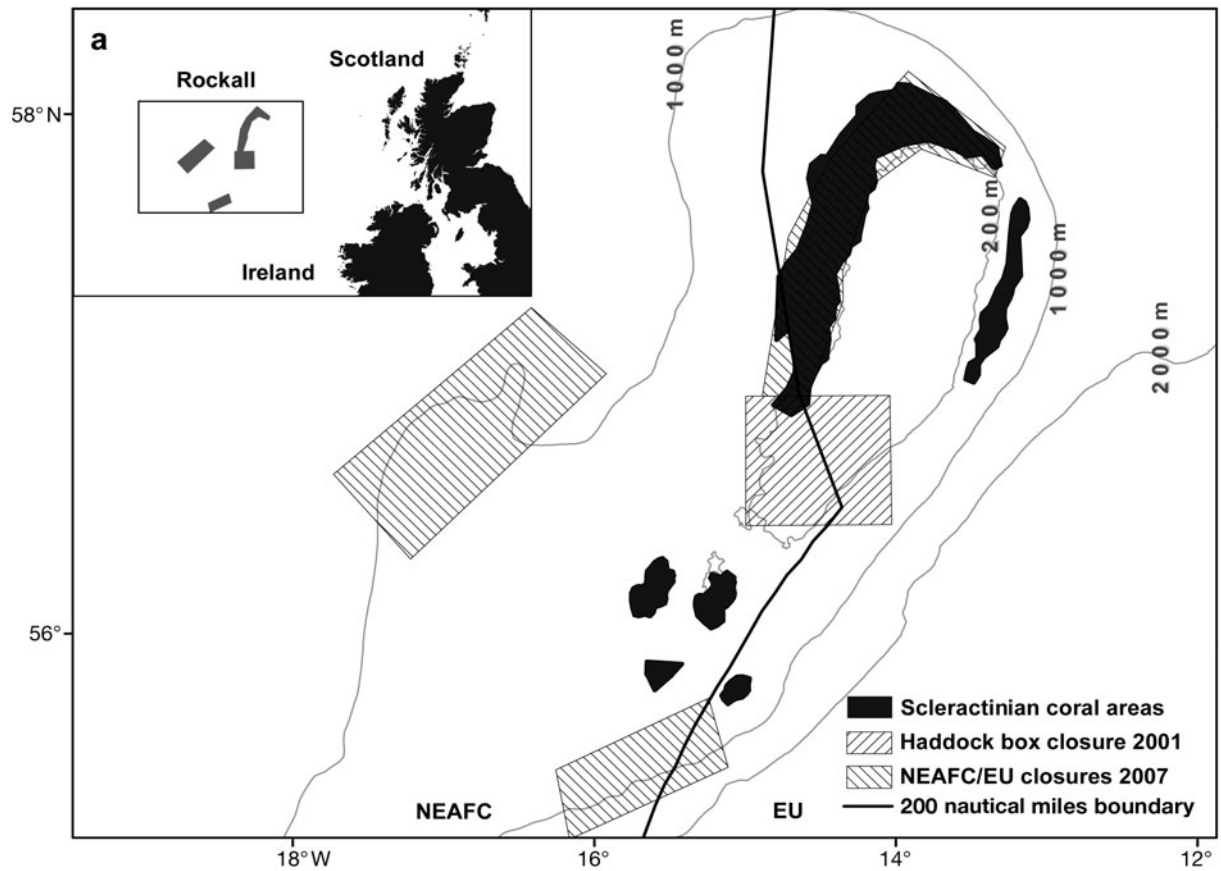 a
Scotland
Rockall
Ireland
58° N
56°
1000 m
200 m
1000 m
2000 m
Scleractinian coral areas
Haddock box closure 2001
NEAFC/EU closures 2007
200 nautical miles boundary
NEAFC
EU
18° W
16°
14°
12°